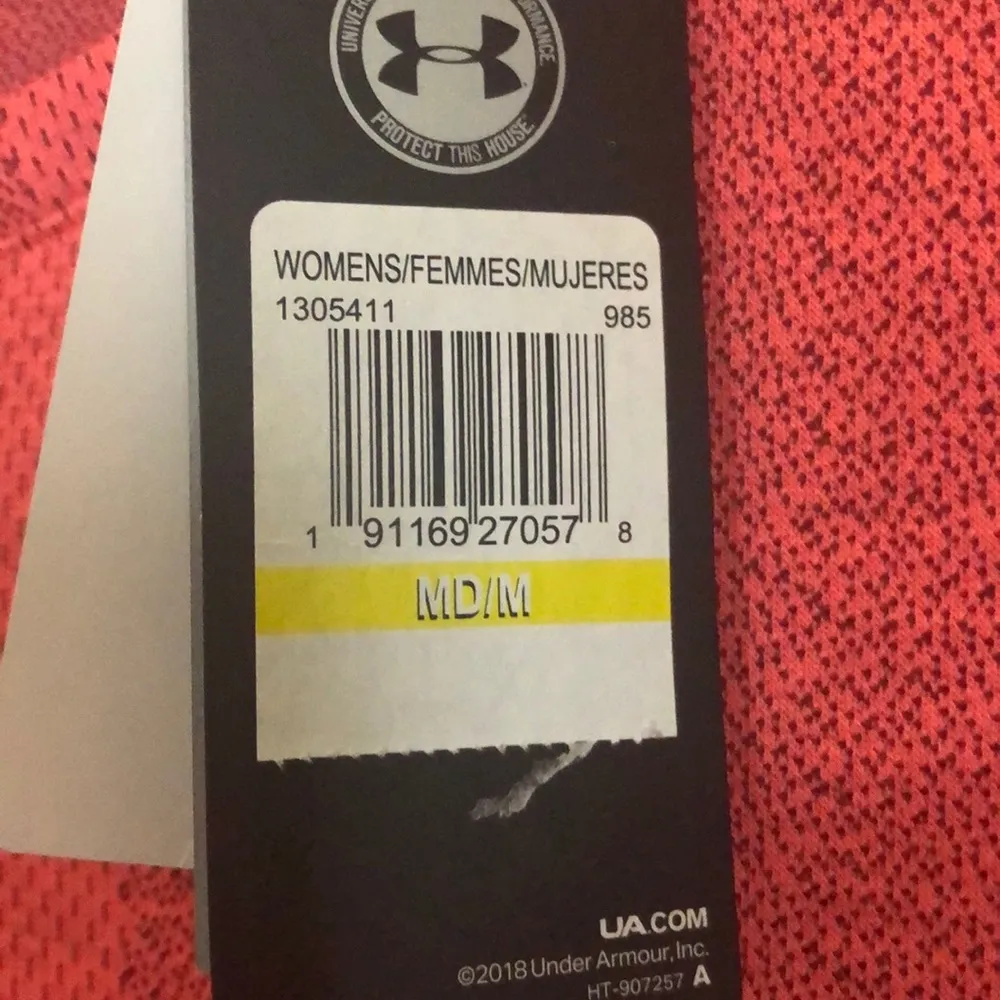 PROTECT THIS HOUSE
WOMENS/FEMMES/MUJERES
1305411 985
1 91169 27057 8
MD/M
UA.COM
©2018 Under Armour, Inc.
HT-907257 A